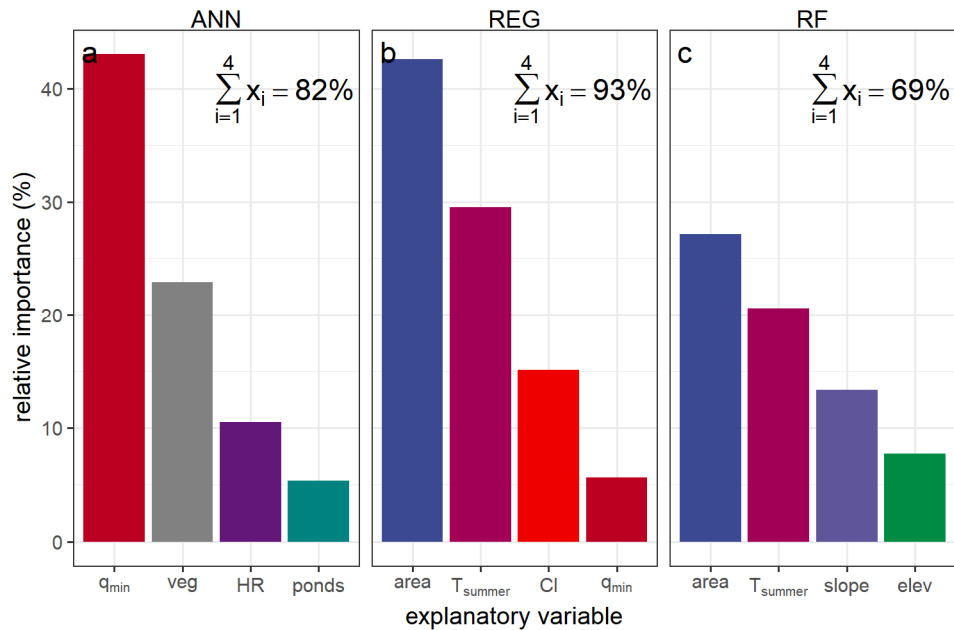 ANN REG RF
a b c
4 4 4
∑ xᵢ = 82% ∑ xᵢ = 93% ∑ xᵢ = 69%
i=1 i=1 i=1
40
30
20
10
0
relative importance (%)
qmin veg HR ponds area Tsummer CI qmin area Tsummer slope elev
explanatory variable